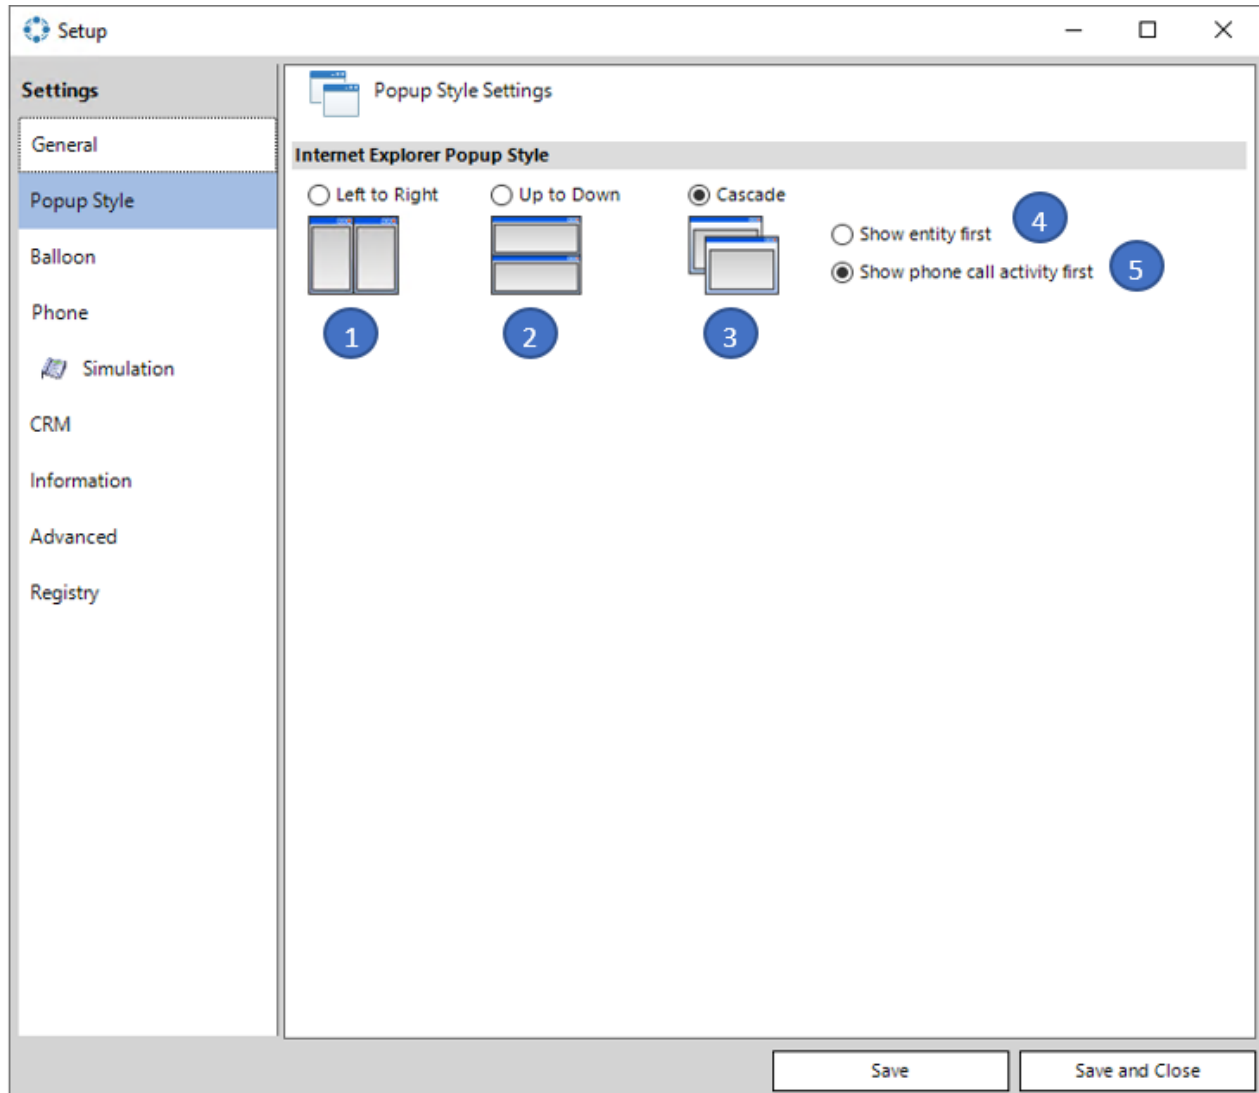 Setup
Settings
General
Popup Style
Balloon
Phone
Simulation
CRM
Information
Advanced
Registry
Popup Style Settings
Internet Explorer Popup Style
Left to Right
Up to Down
Cascade
Show entity first
4
Show phone call activity first
5
1
2
3
Save
Save and Close